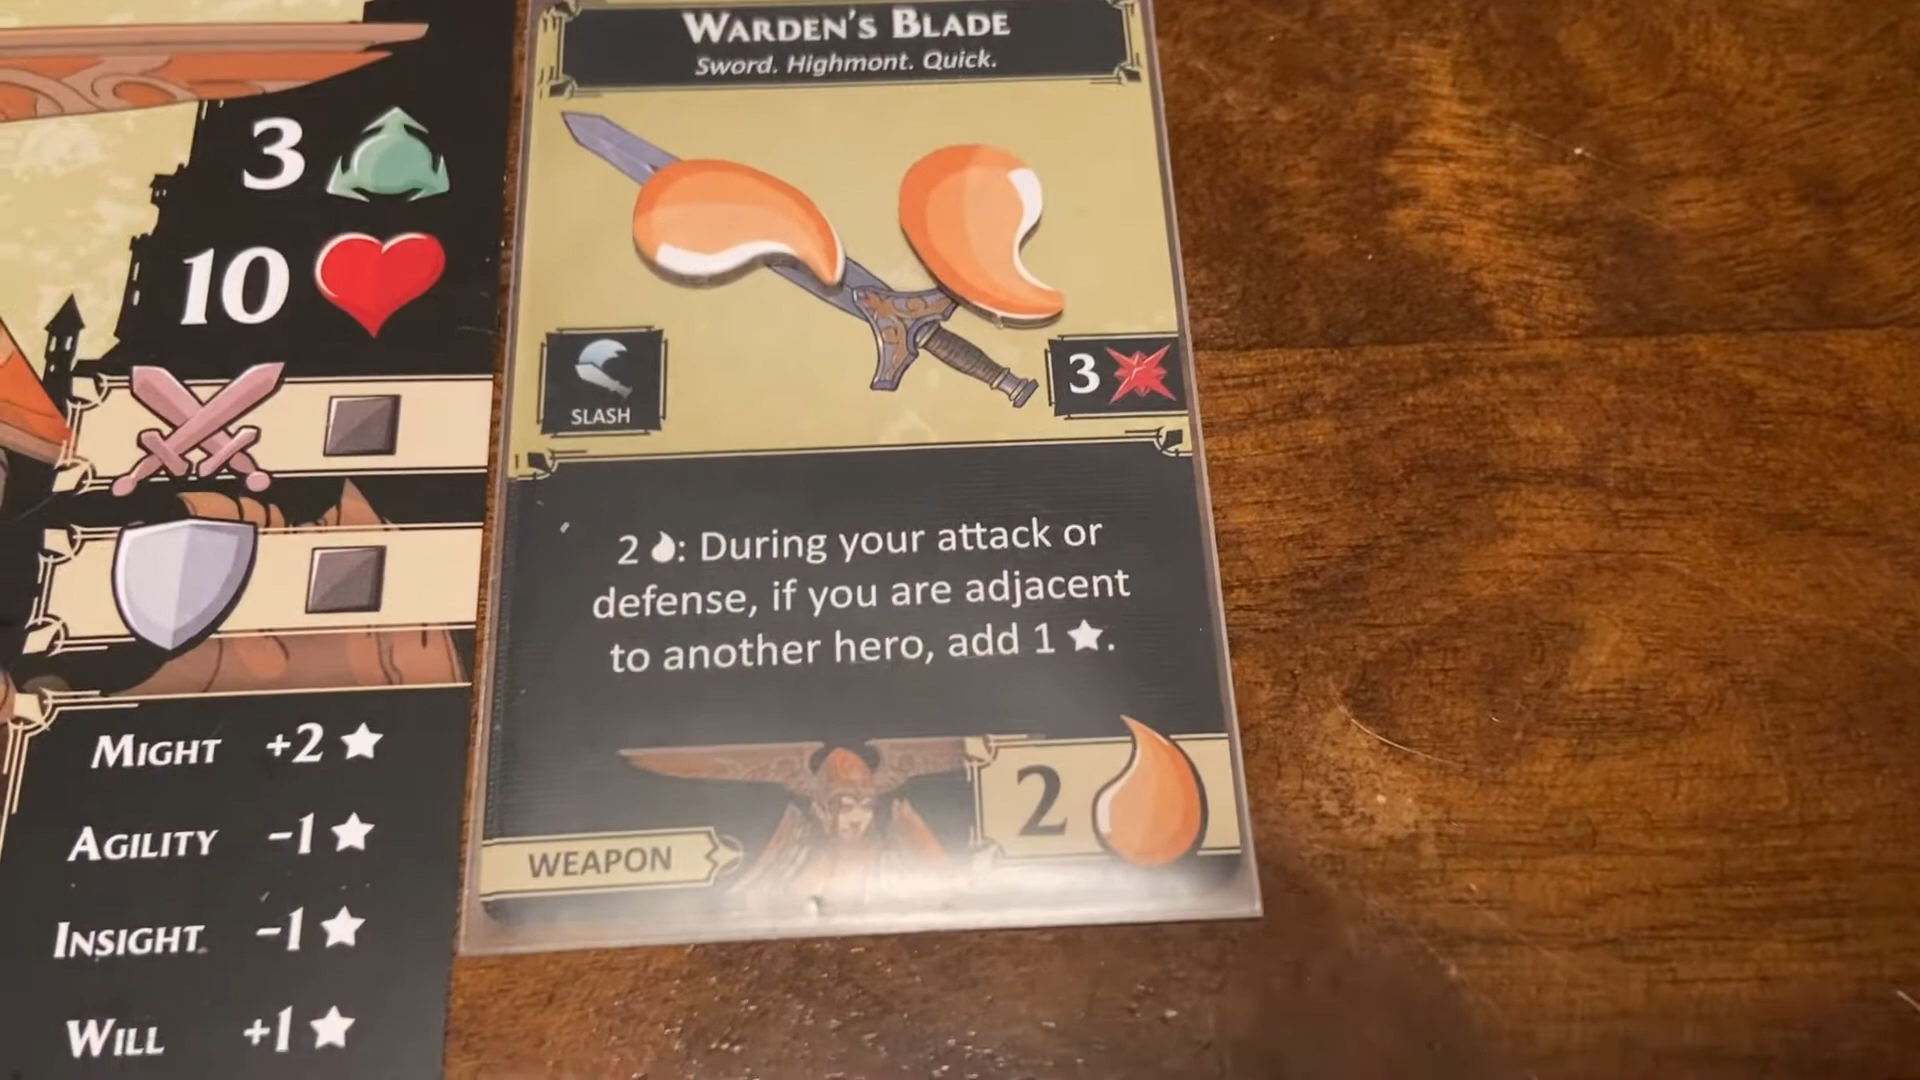 WARDEN'S BLADE
Sword. Highmont. Quick.
3
10
SLASH
3
2 : During your attack or
defense, if you are adjacent
to another hero, add 1 ★.
2
WEAPON
MIGHT +2 ★
AGILITY -1 ★
INSIGHT -1 ★
WILL +1 ★